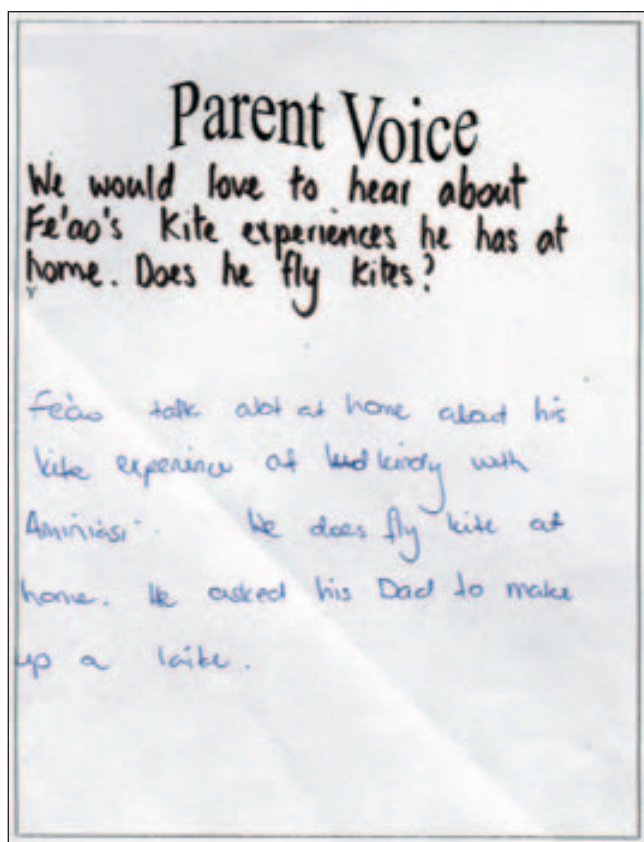 Parent Voice
We would love to hear about
Fe'ao's Kite experiences he has at
home. Does he fly kites?
Fe'ao talk alot at home about his
kite experince at kindy with
Aminiasi. He does fly kite at
home. He asked his Dad to make
up a kite.